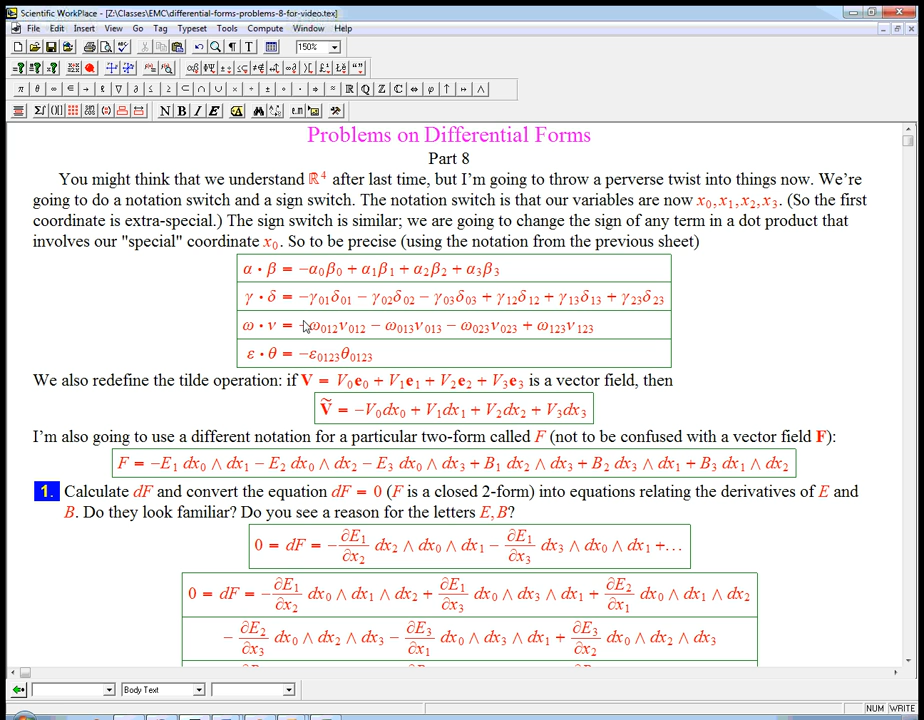 Scientific WorkPlace - [Z:\Classes\EMC\differential-forms-problems-8-for-video.tex]
File Edit Insert View Go Tag Typeset Tools Compute Window Help
150%
Problems on Differential Forms
Part 8
You might think that we understand ℝ⁴ after last time, but I'm going to throw a perverse twist into things now. We're
going to do a notation switch and a sign switch. The notation switch is that our variables are now x₀, x₁, x₂, x₃. (So the first
coordinate is extra-special.) The sign switch is similar; we are going to change the sign of any term in a dot product that
involves our "special" coordinate x₀. So to be precise (using the notation from the previous sheet)
α · β = −α₀β₀ + α₁β₁ + α₂β₂ + α₃β₃
γ · δ = −γ₀₁δ₀₁ − γ₀₂δ₀₂ − γ₀₃δ₀₃ + γ₁₂δ₁₂ + γ₁₃δ₁₃ + γ₂₃δ₂₃
ω · ν = −ω₀₁₂ν₀₁₂ − ω₀₁₃ν₀₁₃ − ω₀₂₃ν₀₂₃ + ω₁₂₃ν₁₂₃
ε · θ = −ε₀₁₂₃θ₀₁₂₃
We also redefine the tilde operation: if V = V₀e₀ + V₁e₁ + V₂e₂ + V₃e₃ is a vector field, then
Ṽ = −V₀dx₀ + V₁dx₁ + V₂dx₂ + V₃dx₃
I'm also going to use a different notation for a particular two-form called F (not to be confused with a vector field F):
F = −E₁ dx₀ ∧ dx₁ − E₂ dx₀ ∧ dx₂ − E₃ dx₀ ∧ dx₃ + B₁ dx₂ ∧ dx₃ + B₂ dx₃ ∧ dx₁ + B₃ dx₁ ∧ dx₂
1. Calculate dF and convert the equation dF = 0 (F is a closed 2-form) into equations relating the derivatives of E and
B. Do they look familiar? Do you see a reason for the letters E, B?
0 = dF = −∂E₁/∂x₂ dx₂ ∧ dx₀ ∧ dx₁ − ∂E₁/∂x₃ dx₃ ∧ dx₀ ∧ dx₁ +…
0 = dF = −∂E₁/∂x₂ dx₀ ∧ dx₁ ∧ dx₂ + ∂E₁/∂x₃ dx₀ ∧ dx₃ ∧ dx₁ + ∂E₂/∂x₁ dx₀ ∧ dx₁ ∧ dx₂
−∂E₂/∂x₃ dx₀ ∧ dx₂ ∧ dx₃ − ∂E₃/∂x₁ dx₀ ∧ dx₃ ∧ dx₁ + ∂E₃/∂x₂ dx₀ ∧ dx₂ ∧ dx₃
Body Text
NUM WRITE